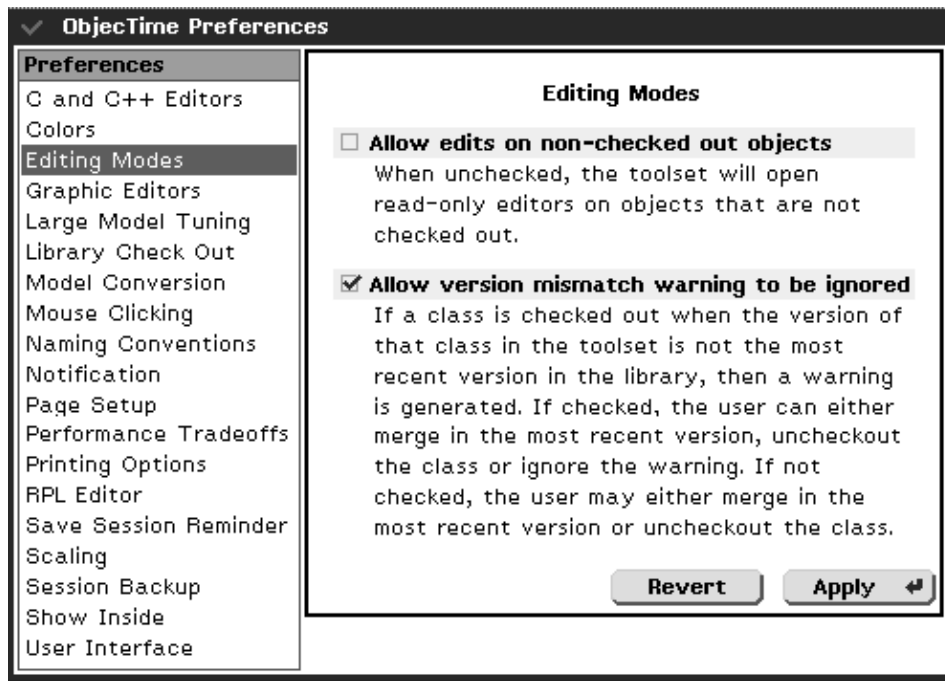 ObjecTime Preferences
Preferences
C and C++ Editors
Colors
Editing Modes
Graphic Editors
Large Model Tuning
Library Check Out
Model Conversion
Mouse Clicking
Naming Conventions
Notification
Page Setup
Performance Tradeoffs
Printing Options
RPL Editor
Save Session Reminder
Scaling
Session Backup
Show Inside
User Interface
Editing Modes
Allow edits on non-checked out objects
When unchecked, the toolset will open
read-only editors on objects that are not
checked out.
Allow version mismatch warning to be ignored
If a class is checked out when the version of
that class in the toolset is not the most
recent version in the library, then a warning
is generated. If checked, the user can either
merge in the most recent version, uncheckout
the class or ignore the warning. If not
checked, the user may either merge in the
most recent version or uncheckout the class.
Revert
Apply